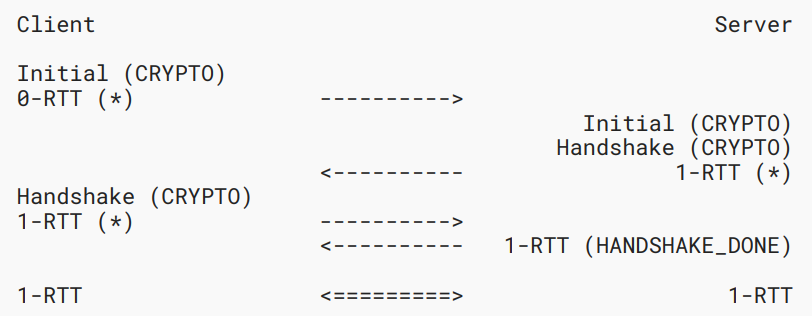 Client                                               Server

Initial (CRYPTO)
0-RTT (*)              ---------->
                                           Initial (CRYPTO)
                                         Handshake (CRYPTO)
                       <----------                1-RTT (*)
Handshake (CRYPTO)
1-RTT (*)              ---------->
                       <----------   1-RTT (HANDSHAKE_DONE)

1-RTT                  <=========>                    1-RTT